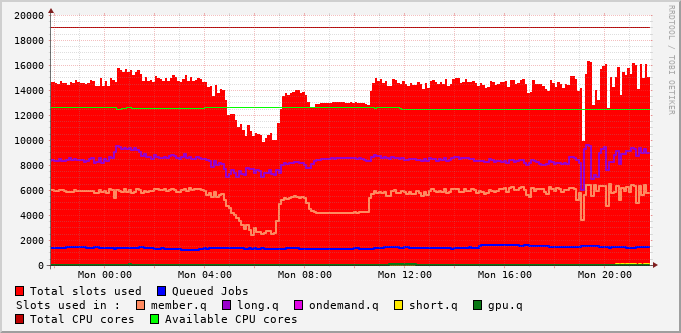 20000
18000
16000
14000
12000
10000
8000
6000
4000
2000
0
Mon 00:00 Mon 04:00 Mon 08:00 Mon 12:00 Mon 16:00 Mon 20:00
Total slots used Queued Jobs
Slots used in : member.q long.q ondemand.q short.q gpu.q
Total CPU cores Available CPU cores
RRDTOOL / TOBI OETIKER